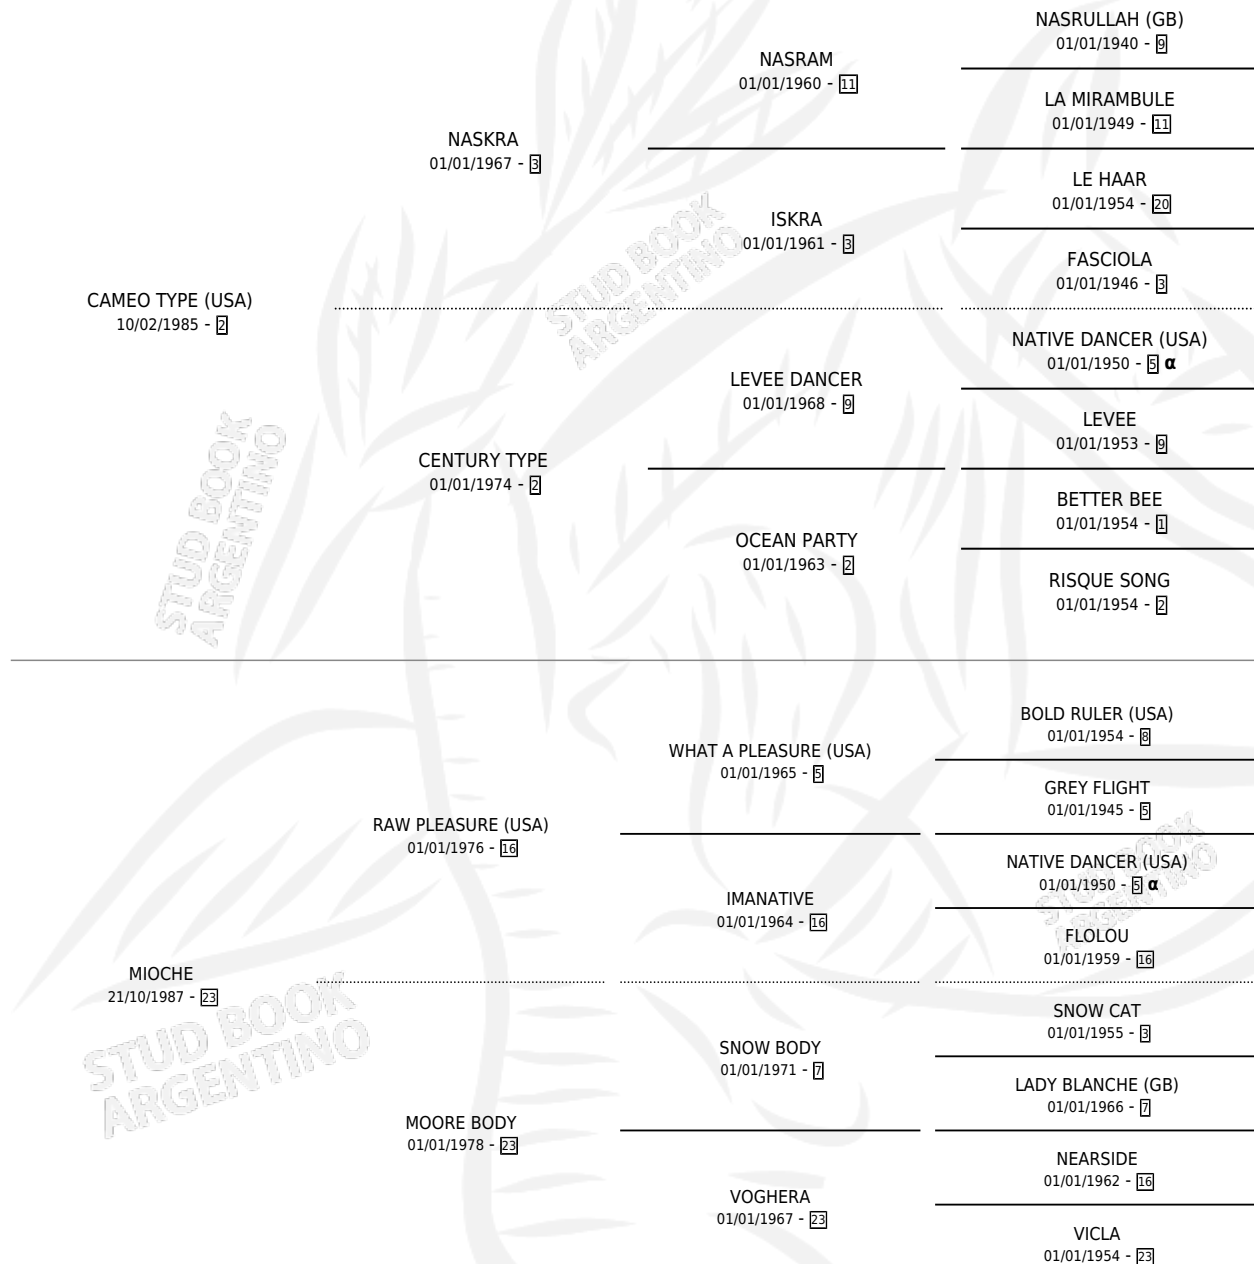 NASRULLAH (GB)
01/01/1940 - 9
NASRAM
01/01/1960 - 11
LA MIRAMBULE
01/01/1949 - 11
NASKRA
01/01/1967 - 3
LE HAAR
01/01/1954 - 20
ISKRA
01/01/1961 - 3
FASCIOLA
01/01/1946 - 3
CAMEO TYPE (USA)
10/02/1985 - 2
NATIVE DANCER (USA)
01/01/1950 - 5 α
LEVEE DANCER
01/01/1968 - 9
LEVEE
01/01/1953 - 9
CENTURY TYPE
01/01/1974 - 2
BETTER BEE
01/01/1954 - 1
OCEAN PARTY
01/01/1963 - 2
RISQUE SONG
01/01/1954 - 2
BOLD RULER (USA)
01/01/1954 - 8
WHAT A PLEASURE (USA)
01/01/1965 - 5
GREY FLIGHT
01/01/1945 - 5
RAW PLEASURE (USA)
01/01/1976 - 16
NATIVE DANCER (USA)
01/01/1950 - 5 α
IMANATIVE
01/01/1964 - 16
FLOLOU
01/01/1959 - 16
MIOCHE
21/10/1987 - 23
SNOW CAT
01/01/1955 - 3
SNOW BODY
01/01/1971 - 7
LADY BLANCHE (GB)
01/01/1966 - 7
MOORE BODY
01/01/1978 - 23
NEARSIDE
01/01/1962 - 16
VOGHERA
01/01/1967 - 23
VICLA
01/01/1954 - 23
STUD BOOK
ARGENTINO
STUD BOOK
ARGENTINO
STUD BOOK
ARGENTINO
STUD BOOK
ARGENTINO